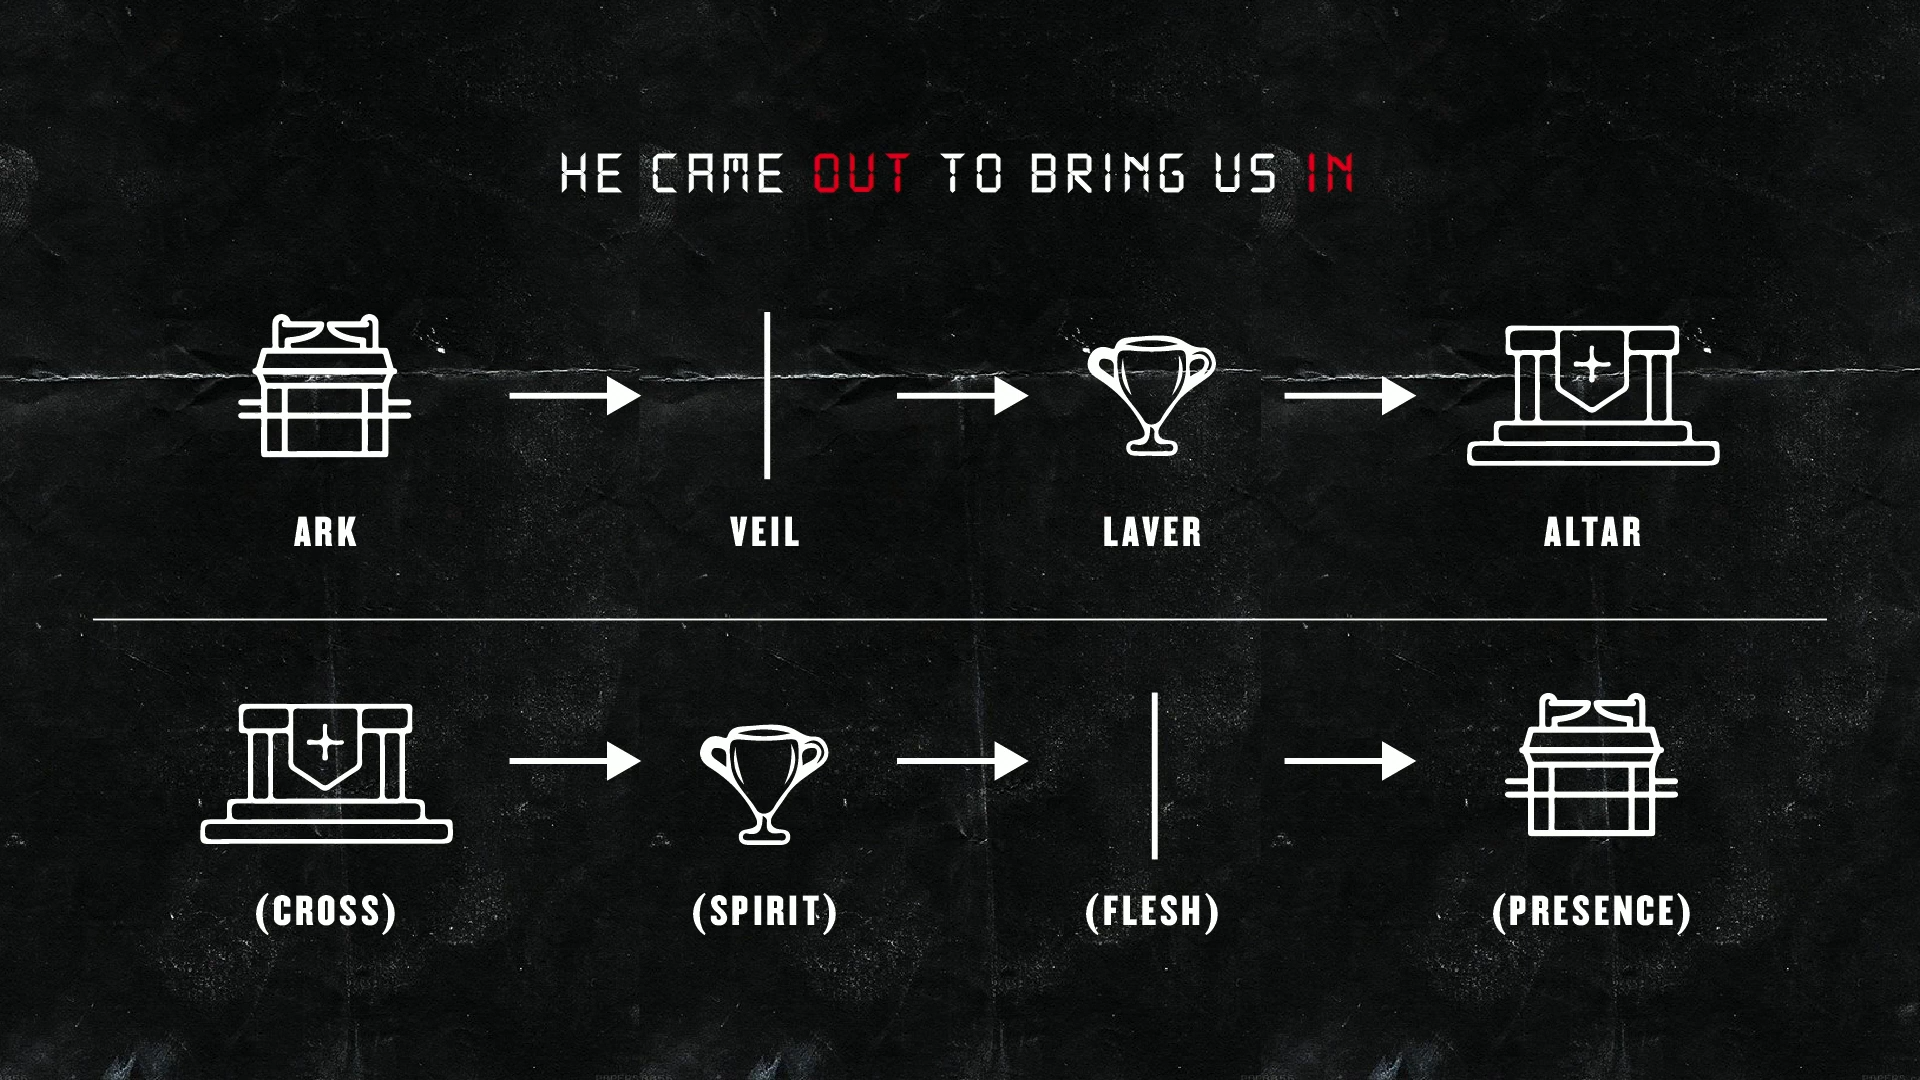 HE CAME OUT TO BRING US IN
ARK
VEIL
LAVER
ALTAR
(CROSS)
(SPIRIT)
(FLESH)
(PRESENCE)